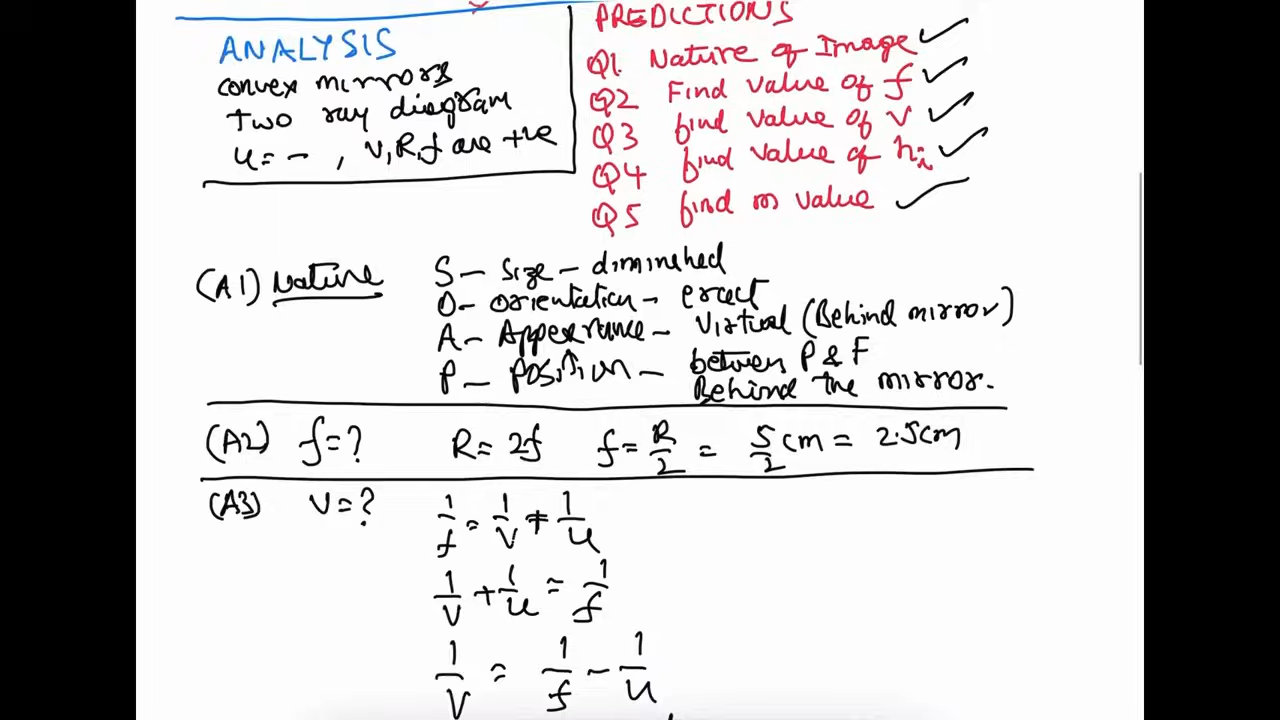 ANALYSIS
convex mirrors
Two ray diagram
u = - , v, R, f are +ve
PREDICTIONS
Q1. Nature of Image ✓
Q2 Find value of f ✓
Q3 find value of v ✓
Q4 find value of hi ✓
Q5 find m value ✓
(A1) Nature
S - size - diminshed
O - orientation - erect
A - Appearance - Virtual (Behind mirror)
P - position - between P & F
Behind the mirror.
(A2) f = ? R = 2f f = R/2 = 5/2 cm = 2.5cm
(A3) v = ? 1/f = 1/v + 1/u
1/v + 1/u = 1/f
1/v = 1/f - 1/u